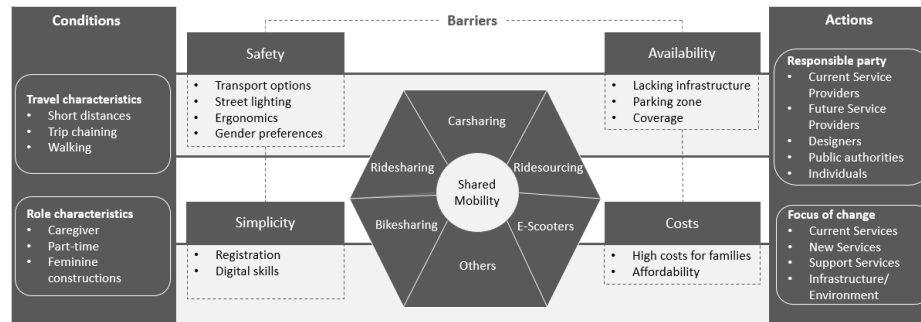 Conditions
Barriers
Actions
Travel characteristics
Short distances
Trip chaining
Walking
Role characteristics
Caregiver
Part-time
Feminine
constructions
Safety
Transport options
Street lighting
Ergonomics
Gender preferences
Simplicity
Registration
Digital skills
Carsharing
Ridesharing
Ridesourcing
Shared
Mobility
Bikesharing
E-Scooters
Others
Availability
Lacking infrastructure
Parking zone
Coverage
Costs
High costs for families
Affordability
Responsible party
Current Service
Providers
Future Service
Providers
Designers
Public authorities
Individuals
Focus of change
Current Services
New Services
Support Services
Infrastructure/
Environment